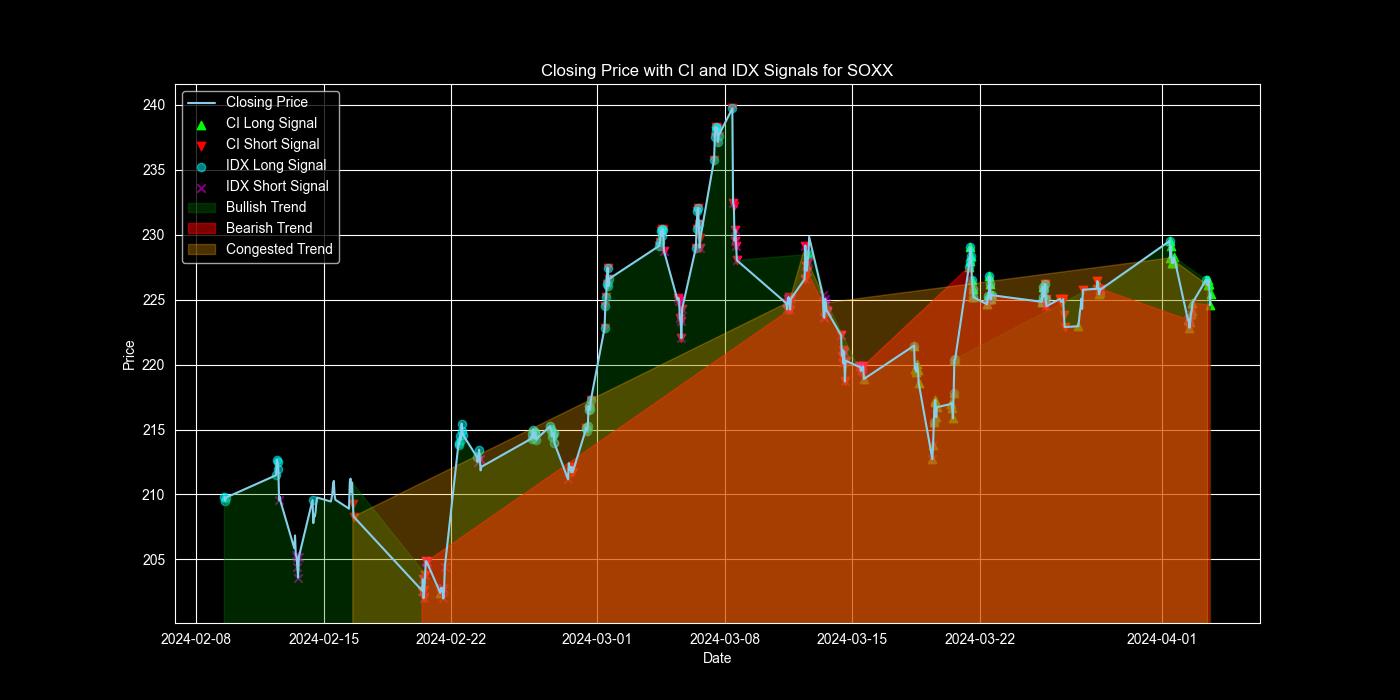 Closing Price with CI and IDX Signals for SOXX
Closing Price
CI Long Signal
CI Short Signal
IDX Long Signal
IDX Short Signal
Bullish Trend
Bearish Trend
Congested Trend
240
235
230
225
220
215
210
205
Price
2024-02-08
2024-02-15
2024-02-22
2024-03-01
2024-03-08
2024-03-15
2024-03-22
2024-04-01
Date